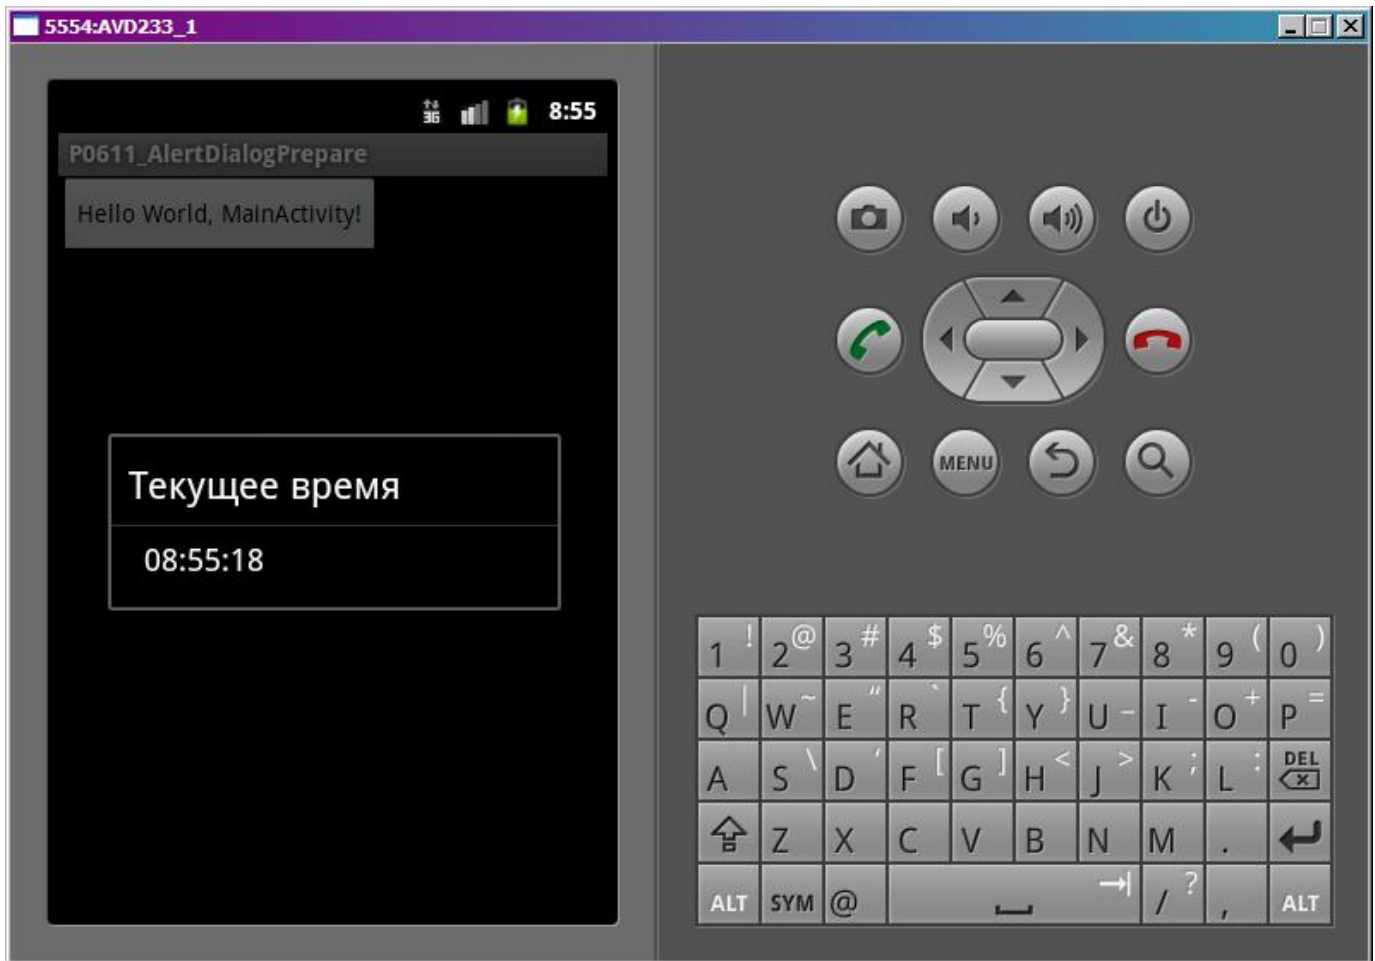 5554:AVD233_1
3G 8:55
P0611_AlertDialogPrepare
Hello World, MainActivity!
Текущее время
08:55:18
MENU
1 ! 2 @ 3 # 4 $ 5 % 6 ^ 7 & 8 * 9 ( 0 )
Q | W ~ E “ R ` T { Y } U _ I - O + P =
A S \ D ‘ F [ G ] H < J > K ; L : DEL
Z X C V B N M .
ALT SYM @ / ? , ALT